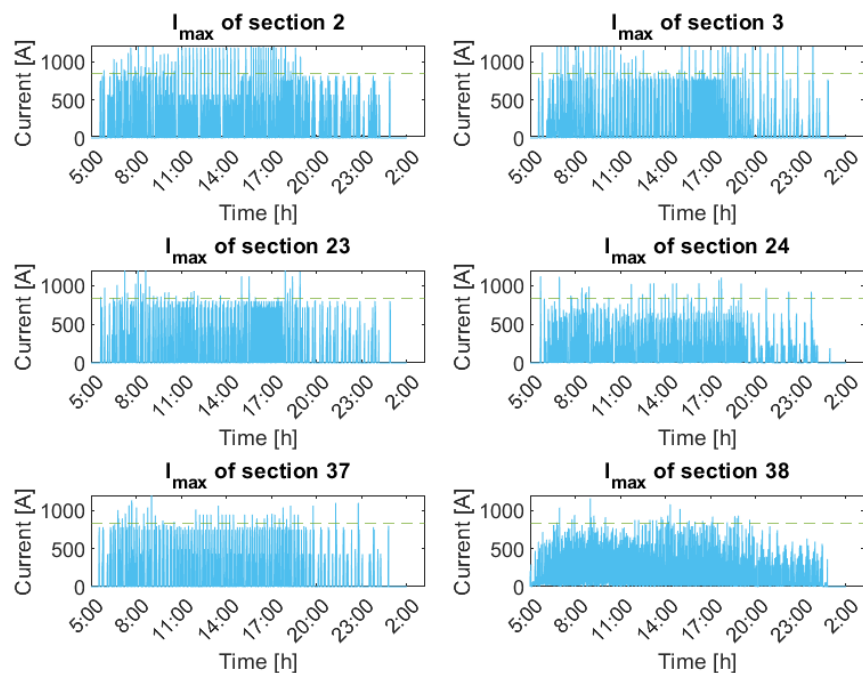 I_max of section 2
Current [A]
1000
500
0
5:00 8:00 11:00 14:00 17:00 20:00 23:00 2:00
Time [h]
I_max of section 3
Current [A]
1000
500
0
5:00 8:00 11:00 14:00 17:00 20:00 23:00 2:00
Time [h]
I_max of section 23
Current [A]
1000
500
0
5:00 8:00 11:00 14:00 17:00 20:00 23:00 2:00
Time [h]
I_max of section 24
Current [A]
1000
500
0
5:00 8:00 11:00 14:00 17:00 20:00 23:00 2:00
Time [h]
I_max of section 37
Current [A]
1000
500
0
5:00 8:00 11:00 14:00 17:00 20:00 23:00 2:00
Time [h]
I_max of section 38
Current [A]
1000
500
0
5:00 8:00 11:00 14:00 17:00 20:00 23:00 2:00
Time [h]